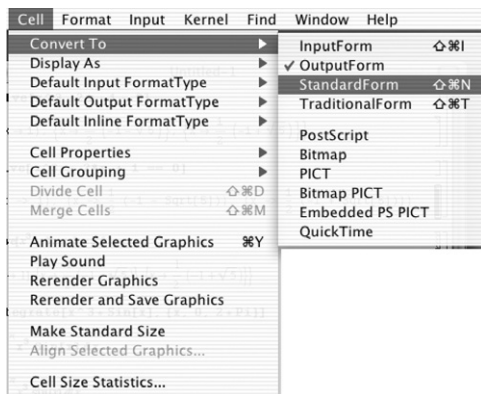 Cell Format Input Kernel Find Window Help
Convert To
Display As
Default Input FormatType
Default Output FormatType
Default Inline FormatType
Cell Properties
Cell Grouping
Divide Cell ⇧⌘D
Merge Cells ⇧⌘M
Animate Selected Graphics ⌘Y
Play Sound
Rerender Graphics
Rerender and Save Graphics
Make Standard Size
Align Selected Graphics...
Cell Size Statistics...
InputForm ⇧⌘I
✓ OutputForm
StandardForm ⇧⌘N
TraditionalForm ⇧⌘T
PostScript
Bitmap
PICT
Bitmap PICT
Embedded PS PICT
QuickTime